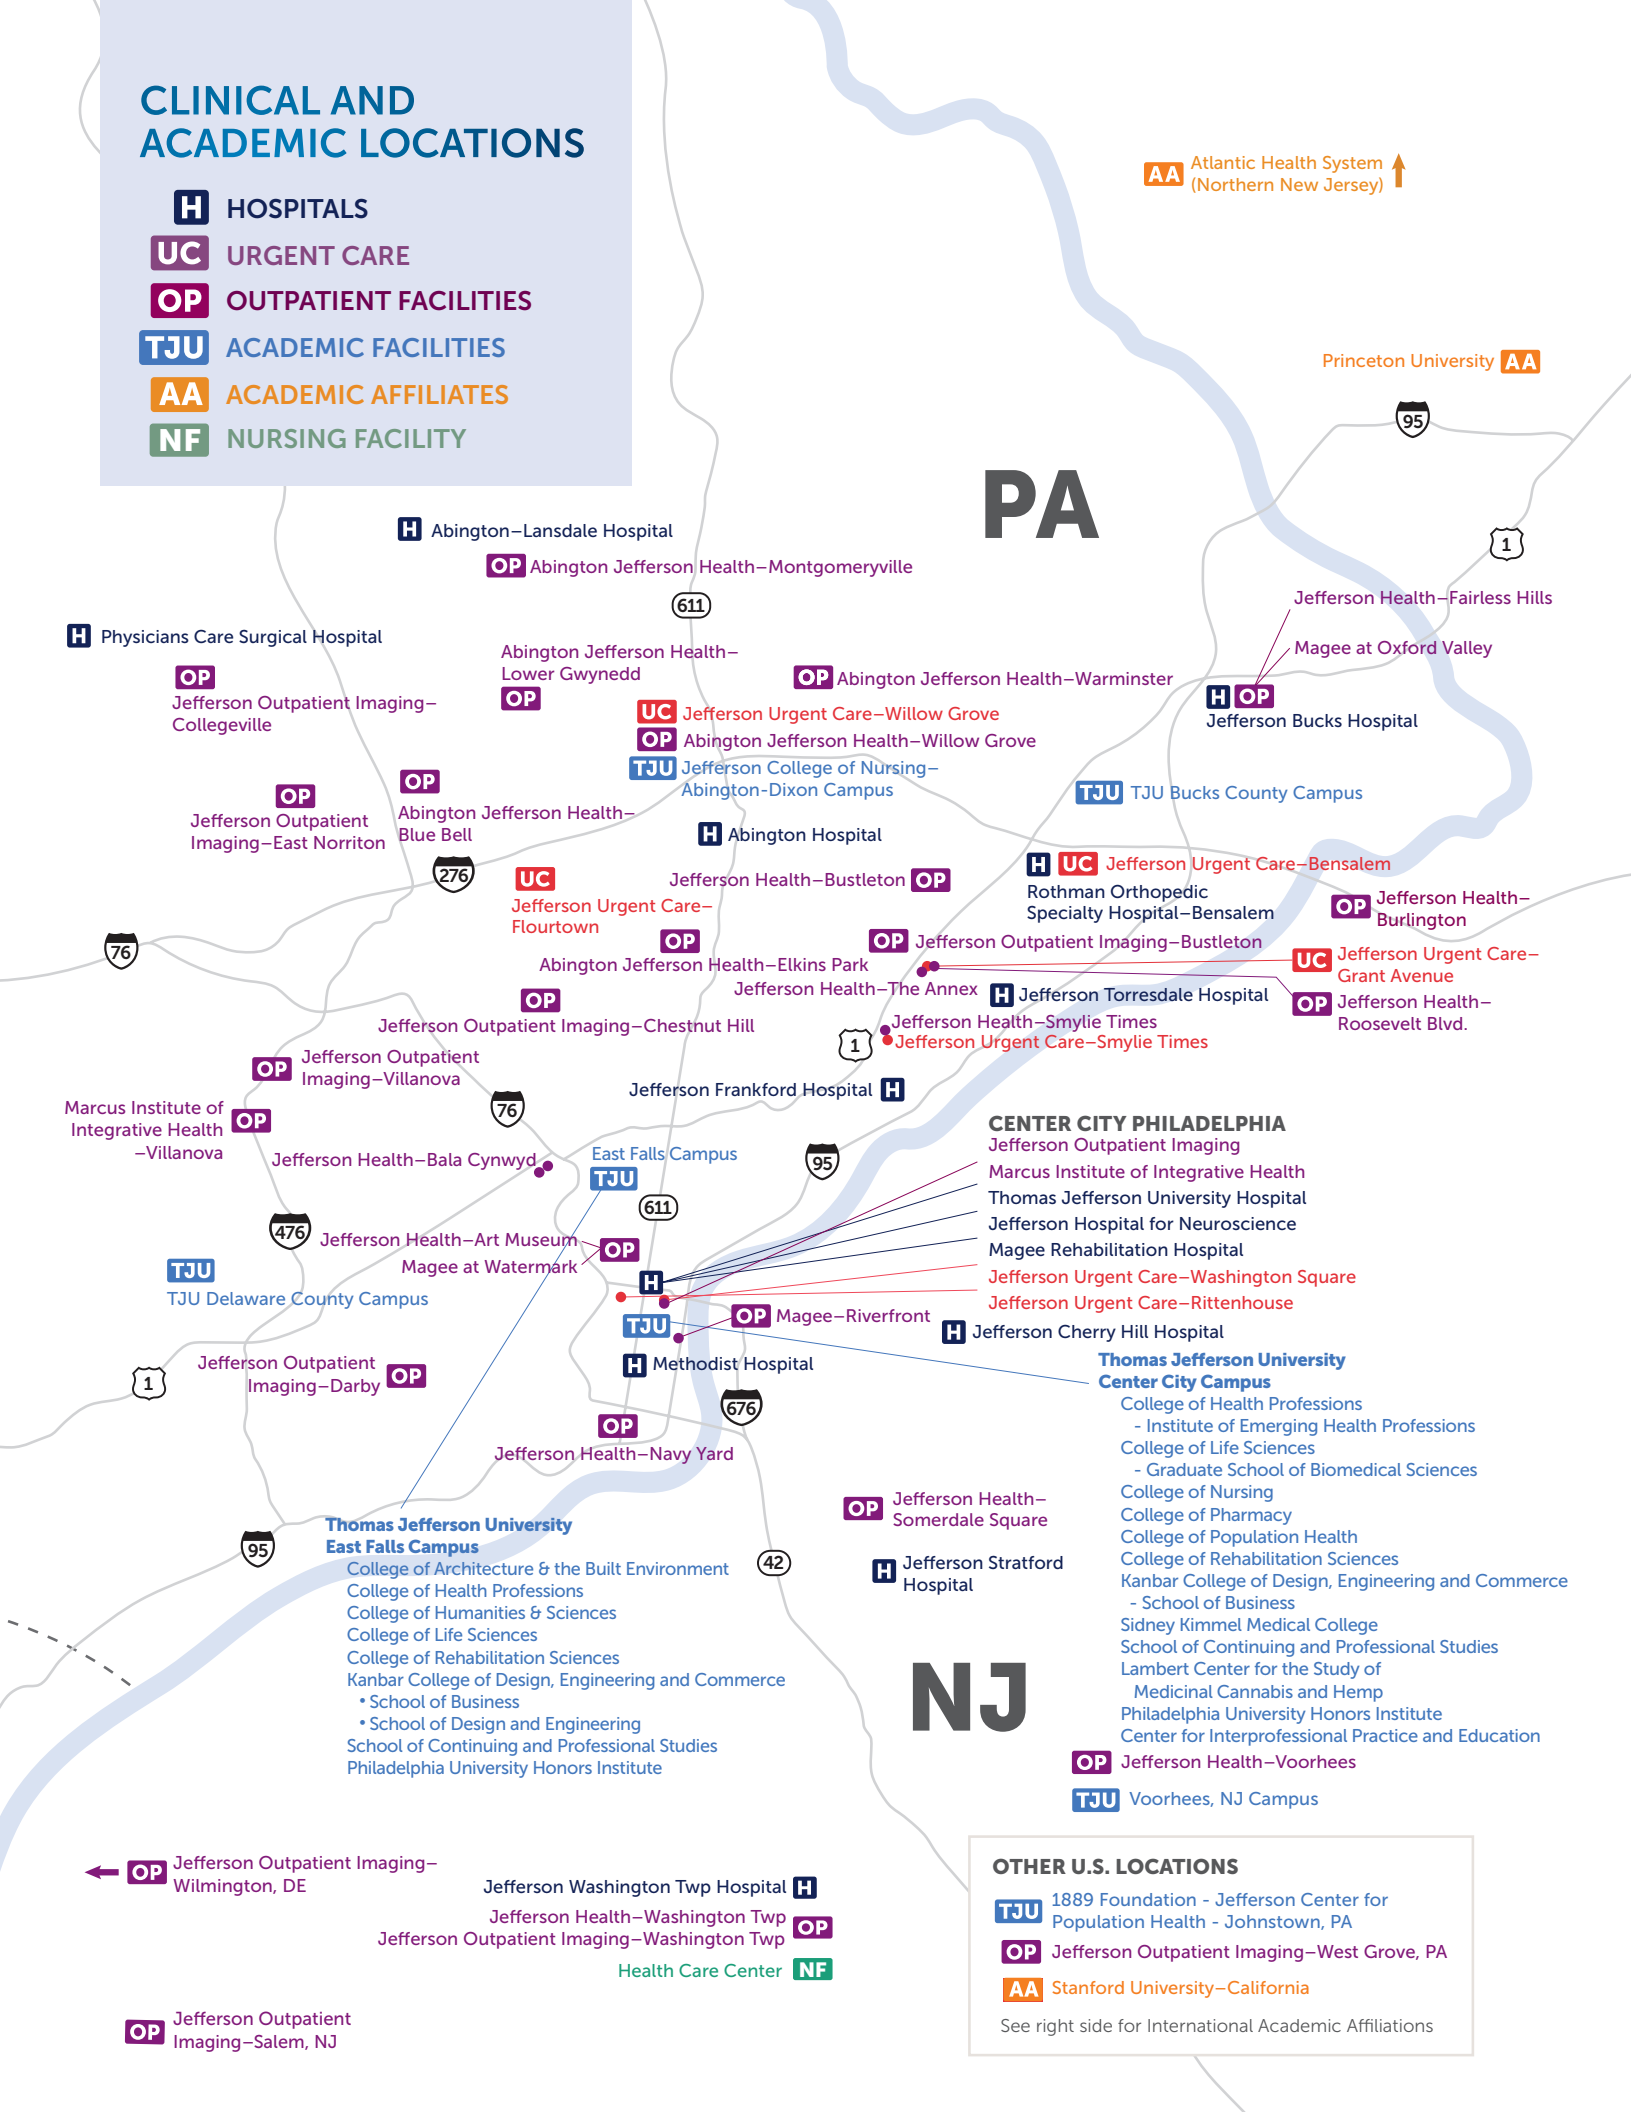 CLINICAL AND
ACADEMIC LOCATIONS
H HOSPITALS
UC URGENT CARE
OP OUTPATIENT FACILITIES
TJU ACADEMIC FACILITIES
AA ACADEMIC AFFILIATES
NF NURSING FACILITY
AA Atlantic Health System
(Northern New Jersey)
Princeton University AA
95
PA
1
H Abington–Lansdale Hospital
OP Abington Jefferson Health–Montgomeryville
611
Jefferson Health–Fairless Hills
Magee at Oxford Valley
H OP
Jefferson Bucks Hospital
H Physicians Care Surgical Hospital
OP
Jefferson Outpatient Imaging–
Collegeville
Abington Jefferson Health–
Lower Gwynedd
OP
OP Abington Jefferson Health–Warminster
UC Jefferson Urgent Care–Willow Grove
OP Abington Jefferson Health–Willow Grove
TJU Jefferson College of Nursing–
Abington-Dixon Campus
TJU TJU Bucks County Campus
OP
Jefferson Outpatient
Imaging–East Norriton
OP
Abington Jefferson Health–
Blue Bell
H Abington Hospital
276
UC
Jefferson Urgent Care–
Flourtown
Jefferson Health–Bustleton OP
H UC Jefferson Urgent Care–Bensalem
Rothman Orthopedic
Specialty Hospital–Bensalem
OP Jefferson Health–
Burlington
76
OP
Abington Jefferson Health–Elkins Park
OP Jefferson Outpatient Imaging–Bustleton
Jefferson Health–The Annex
UC Jefferson Urgent Care–
Grant Avenue
H Jefferson Torresdale Hospital
OP Jefferson Health–
Roosevelt Blvd.
OP
Jefferson Outpatient Imaging–Chestnut Hill
Jefferson Health–Smylie Times
1
Jefferson Urgent Care–Smylie Times
OP Jefferson Outpatient
Imaging–Villanova
Jefferson Frankford Hospital H
76
Marcus Institute of
Integrative Health
–Villanova
OP
Jefferson Health–Bala Cynwyd
East Falls Campus
TJU
95
611
CENTER CITY PHILADELPHIA
Jefferson Outpatient Imaging
Marcus Institute of Integrative Health
Thomas Jefferson University Hospital
Jefferson Hospital for Neuroscience
Magee Rehabilitation Hospital
Jefferson Urgent Care–Washington Square
Jefferson Urgent Care–Rittenhouse
476
Jefferson Health–Art Museum
Magee at Watermark
OP
H
TJU
TJU Delaware County Campus
TJU
OP Magee–Riverfront
H Jefferson Cherry Hill Hospital
H Methodist Hospital
1
Jefferson Outpatient
Imaging–Darby
OP
676
OP
Jefferson Health–Navy Yard
Thomas Jefferson University
Center City Campus
College of Health Professions
- Institute of Emerging Health Professions
College of Life Sciences
- Graduate School of Biomedical Sciences
College of Nursing
College of Pharmacy
College of Population Health
College of Rehabilitation Sciences
Kanbar College of Design, Engineering and Commerce
- School of Business
Sidney Kimmel Medical College
School of Continuing and Professional Studies
Lambert Center for the Study of
Medicinal Cannabis and Hemp
Philadelphia University Honors Institute
Center for Interprofessional Practice and Education
OP Jefferson Health–Voorhees
TJU Voorhees, NJ Campus
OP Jefferson Health–
Somerdale Square
H Jefferson Stratford
Hospital
42
NJ
95
Thomas Jefferson University
East Falls Campus
College of Architecture & the Built Environment
College of Health Professions
College of Humanities & Sciences
College of Life Sciences
College of Rehabilitation Sciences
Kanbar College of Design, Engineering and Commerce
• School of Business
• School of Design and Engineering
School of Continuing and Professional Studies
Philadelphia University Honors Institute
OP Jefferson Outpatient Imaging–
Wilmington, DE
Jefferson Washington Twp Hospital H
Jefferson Health–Washington Twp
Jefferson Outpatient Imaging–Washington Twp
OP
Health Care Center NF
OP Jefferson Outpatient
Imaging–Salem, NJ
OTHER U.S. LOCATIONS
TJU 1889 Foundation - Jefferson Center for
Population Health - Johnstown, PA
OP Jefferson Outpatient Imaging–West Grove, PA
AA Stanford University–California
See right side for International Academic Affiliations